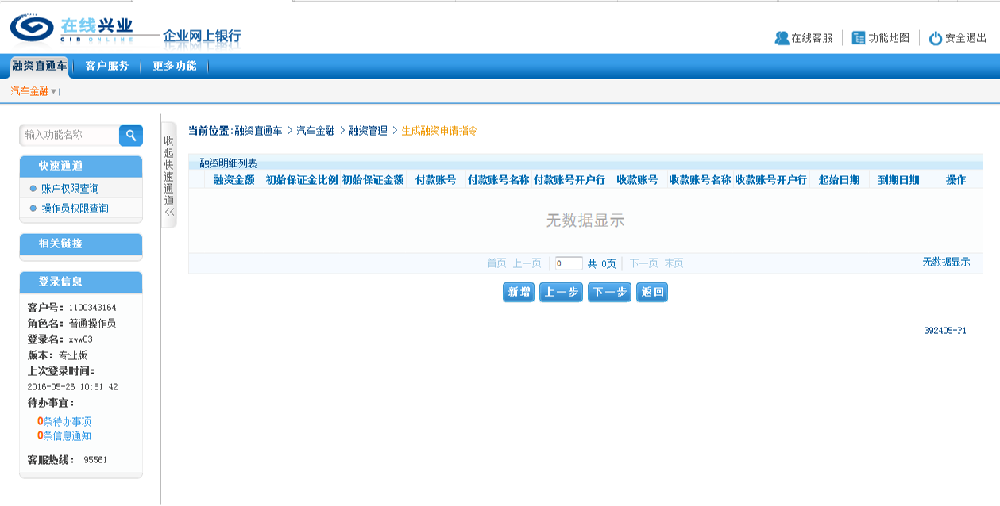 在线兴业
CIB ONLINE
企业网上银行
在线客服 功能地图 安全退出
融资直通车 客户服务 更多功能
汽车金融
输入功能名称
快速通道
账户权限查询
操作员权限查询
相关链接
登录信息
客户号: 1100343164
角色名: 普通操作员
登录名: xww03
版本: 专业版
上次登录时间:
2016-05-26 10:51:42
待办事宜:
0条待办事项
0条信息通知
客服热线: 95561
收起快速通道
当前位置:融资直通车 > 汽车金融 > 融资管理 > 生成融资申请指令
融资明细列表
融资金额 初始保证金比例 初始保证金额 付款账号 付款账号名称 付款账号开户行 收款账号 收款账号名称 收款账号开户行 起始日期 到期日期 操作
无数据显示
首页 上一页 0 共 0页 下一页 末页 无数据显示
新增 上一步 下一步 返回
392405-P1